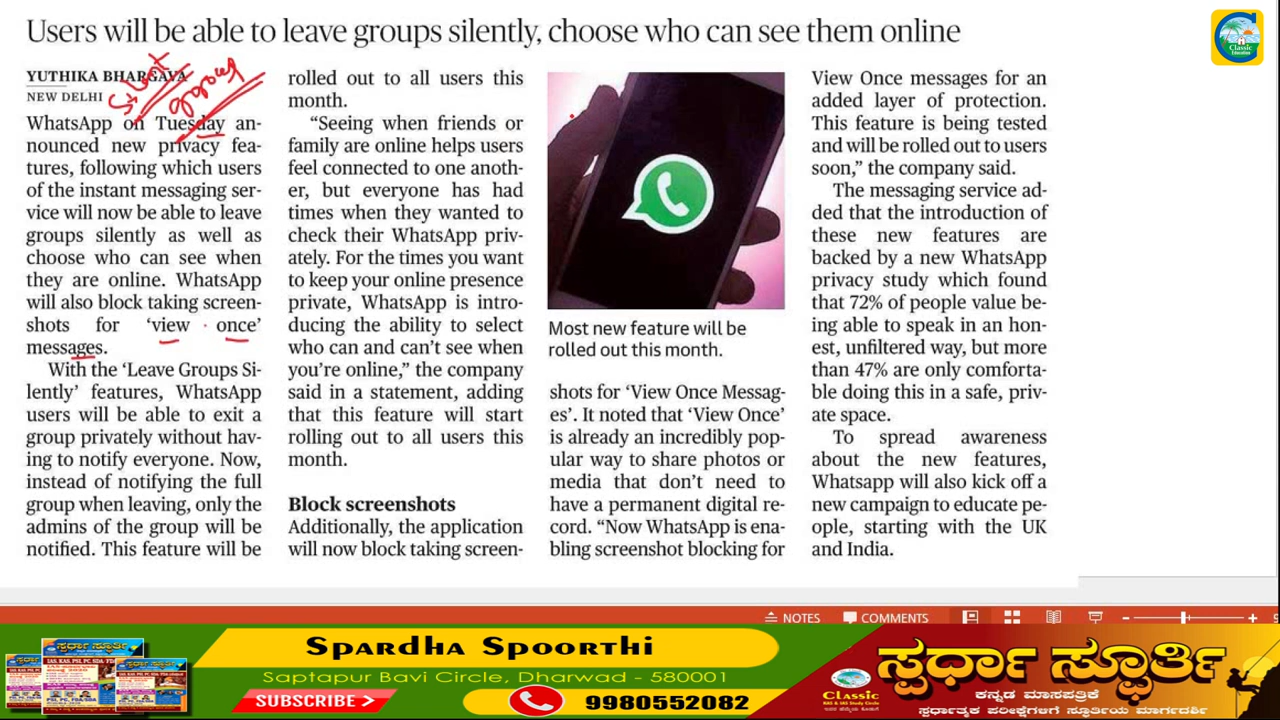 Users will be able to leave groups silently, choose who can see them online
YUTHIKA BHARGAVA
NEW DELHI
WhatsApp on Tuesday an-
nounced new privacy fea-
tures, following which users
of the instant messaging ser-
vice will now be able to leave
groups silently as well as
choose who can see when
they are online. WhatsApp
will also block taking screen-
shots for ‘view once’
messages.
With the ‘Leave Groups Si-
lently’ features, WhatsApp
users will be able to exit a
group privately without hav-
ing to notify everyone. Now,
instead of notifying the full
group when leaving, only the
admins of the group will be
notified. This feature will be
rolled out to all users this
month.
“Seeing when friends or
family are online helps users
feel connected to one anoth-
er, but everyone has had
times when they wanted to
check their WhatsApp priv-
ately. For the times you want
to keep your online presence
private, WhatsApp is intro-
ducing the ability to select
who can and can’t see when
you’re online,” the company
said in a statement, adding
that this feature will start
rolling out to all users this
month.
Block screenshots
Additionally, the application
will now block taking screen-
Most new feature will be
rolled out this month.
shots for ‘View Once Messag-
es’. It noted that ‘View Once’
is already an incredibly pop-
ular way to share photos or
media that don’t need to
have a permanent digital re-
cord. “Now WhatsApp is ena-
bling screenshot blocking for
View Once messages for an
added layer of protection.
This feature is being tested
and will be rolled out to users
soon,” the company said.
The messaging service ad-
ded that the introduction of
these new features are
backed by a new WhatsApp
privacy study which found
that 72% of people value be-
ing able to speak in an hon-
est, unfiltered way, but more
than 47% are only comforta-
ble doing this in a safe, priv-
ate space.
To spread awareness
about the new features,
Whatsapp will also kick off a
new campaign to educate pe-
ople, starting with the UK
and India.
Classic
Education
NOTES
COMMENTS
Spardha Spoorthi
Saptapur Bavi Circle, Dharwad - 580001
SUBSCRIBE >
9980552082
Classic
ಸ್ಪರ್ಧಾ ಸ್ಫೂರ್ತಿ
ಕನ್ನಡ ಮಾಸಪತ್ರಿಕೆ
ಸ್ಪರ್ಧಾತ್ಮಕ ಪರೀಕ್ಷೆಗಳಿಗೆ ಸ್ಫೂರ್ತಿಯ ಮಾರ್ಗದರ್ಶಿ